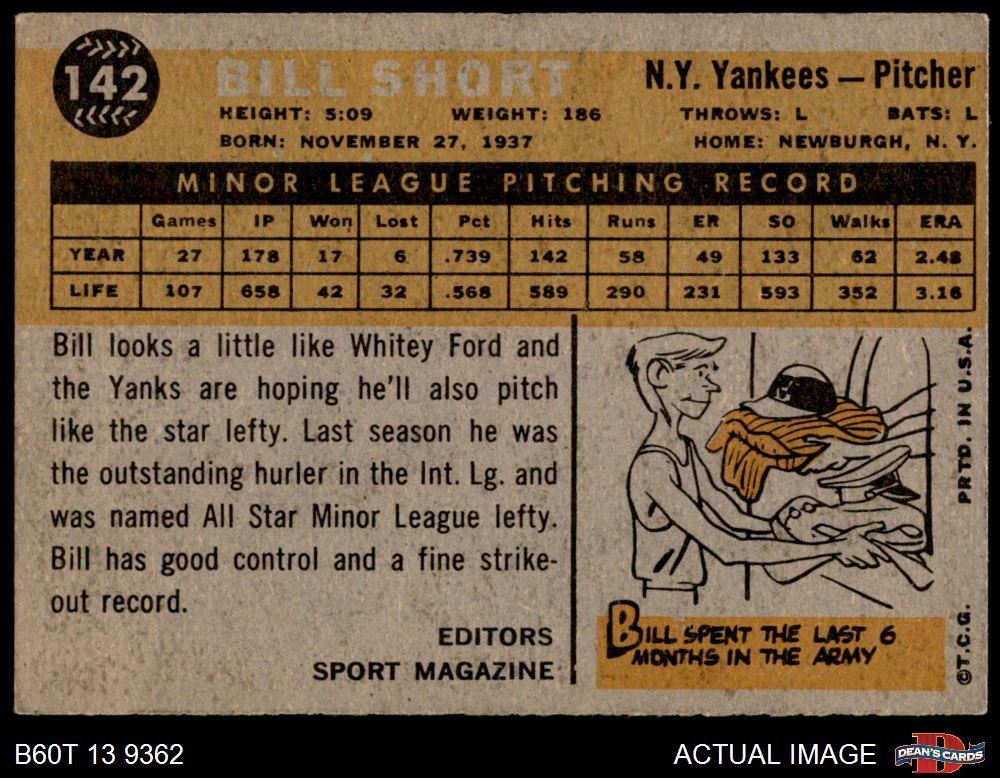 142
BILL SHORT
N.Y. Yankees — Pitcher
HEIGHT: 5:09 WEIGHT: 186 THROWS: L BATS: L
BORN: NOVEMBER 27, 1937 HOME: NEWBURGH, N. Y.
MINOR LEAGUE PITCHING RECORD
Games IP Won Lost Pct Hits Runs ER SO Walks ERA
YEAR 27 178 17 6 .739 142 58 49 133 62 2.48
LIFE 107 658 42 32 .568 589 290 231 593 352 3.16
Bill looks a little like Whitey Ford and
the Yanks are hoping he'll also pitch
like the star lefty. Last season he was
the outstanding hurler in the Int. Lg. and
was named All Star Minor League lefty.
Bill has good control and a fine strike-
out record.
EDITORS
SPORT MAGAZINE
BILL SPENT THE LAST 6
MONTHS IN THE ARMY
©T.C.G. PRTD. IN U.S.A.
B60T 13 9362
ACTUAL IMAGE
DEAN'S CARDS